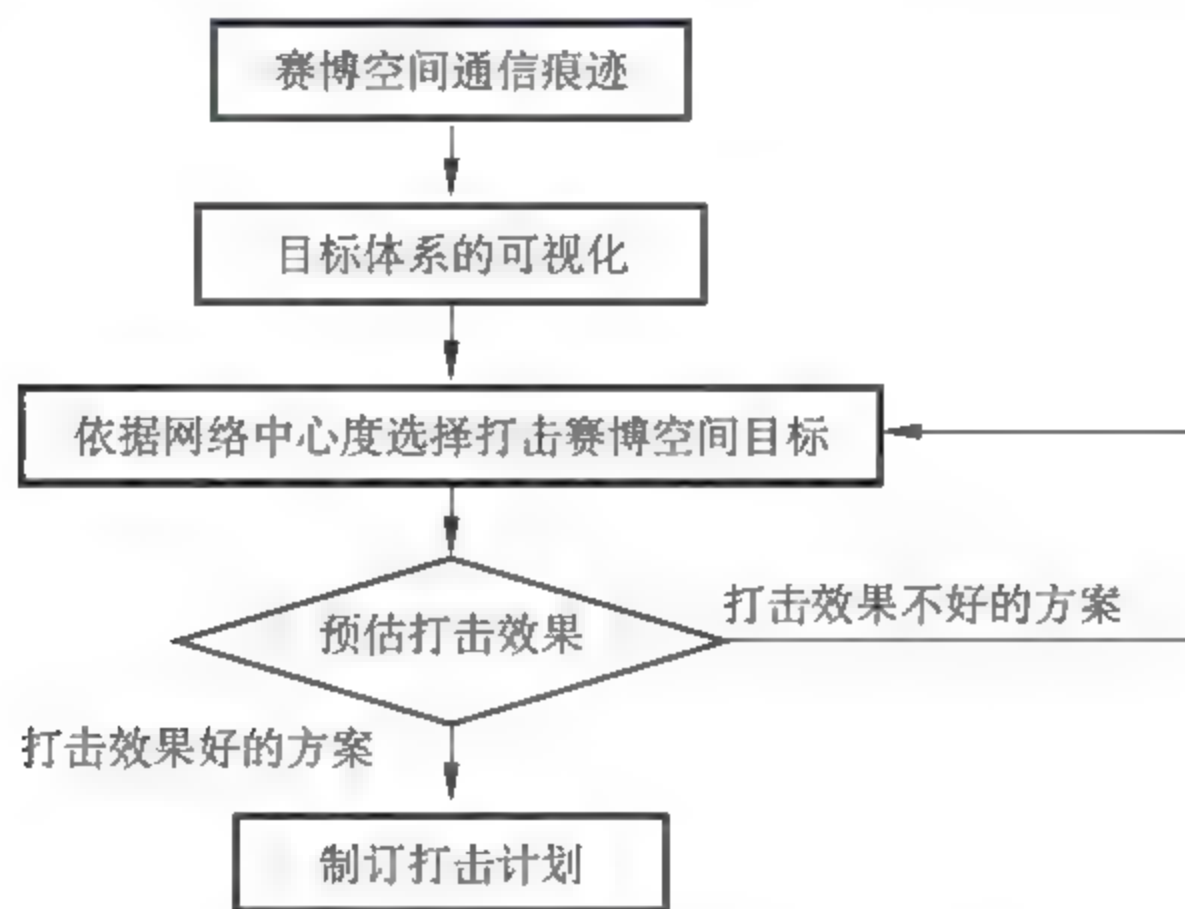 赛博空间通信痕迹
目标体系的可视化
依据网络中心度选择打击赛博空间目标
预估打击效果
打击效果不好的方案
打击效果好的方案
制订打击计划